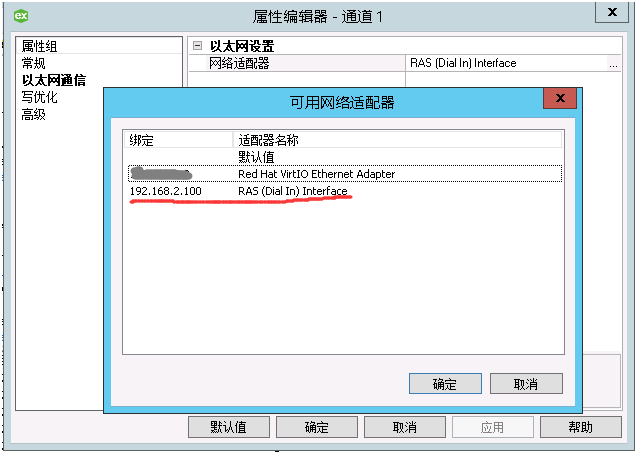 ex
属性编辑器 - 通道 1
x
属性组
常规
以太网通信
写优化
高级
以太网设置
网络适配器 RAS (Dial In) Interface ...
可用网络适配器
x
绑定 适配器名称
默认值
Red Hat VirtIO Ethernet Adapter
192.168.2.100 RAS (Dial In) Interface
确定 取消
默认值 确定 取消 应用 帮助